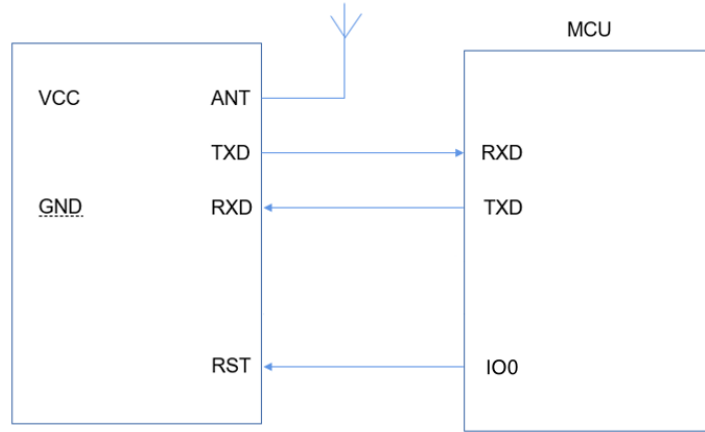 MCU
VCC ANT
TXD RXD
GND RXD TXD
RST IO0